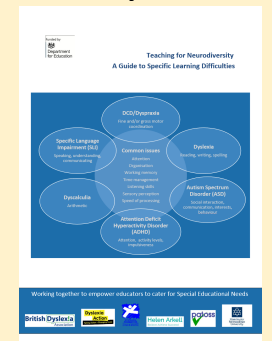 Funded by
Department
for Education
Teaching for Neurodiversity
A Guide to Specific Learning Difficulties
DCD/Dyspraxia
Fine and/or gross motor
coordination
Specific Language
Impairment (SLI)
Speaking, understanding,
communicating
Common Issues
Attention
Organisation
Working memory
Time management
Listening skills
Sensory perception
Speed of processing
Dyslexia
Reading, writing, spelling
Dyscalculia
Arithmetic
Autism Spectrum
Disorder (ASD)
Social interaction,
communication, interests,
behaviour
Attention Deficit
Hyperactivity Disorder
(ADHD)
Attention, activity levels,
impulsiveness
Working together to empower educators to cater for Special Educational Needs
British Dyslexia
Association
Dyslexia
Action
Helen Arkell
patoss